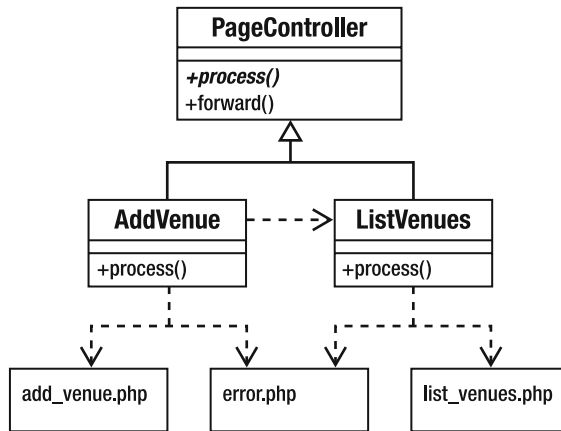 PageController
+process()
+forward()
AddVenue
+process()
ListVenues
+process()
add_venue.php
error.php
list_venues.php